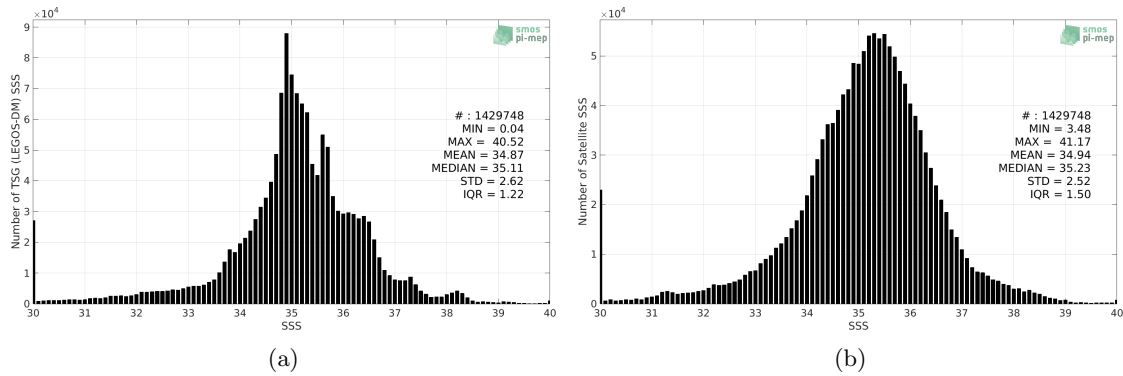 ×10⁴
9
8
7
6
5
4
3
2
1
0
Number of TSG (LEGOS-DM) SSS
smos
pi-mep
# : 1429748
MIN = 0.04
MAX = 40.52
MEAN = 34.87
MEDIAN = 35.11
STD = 2.62
IQR = 1.22
30 31 32 33 34 35 36 37 38 39 40
SSS
(a)
×10⁴
5
4
3
2
1
0
Number of Satellite SSS
smos
pi-mep
# : 1429748
MIN = 3.48
MAX = 41.17
MEAN = 34.94
MEDIAN = 35.23
STD = 2.52
IQR = 1.50
30 31 32 33 34 35 36 37 38 39 40
SSS
(b)